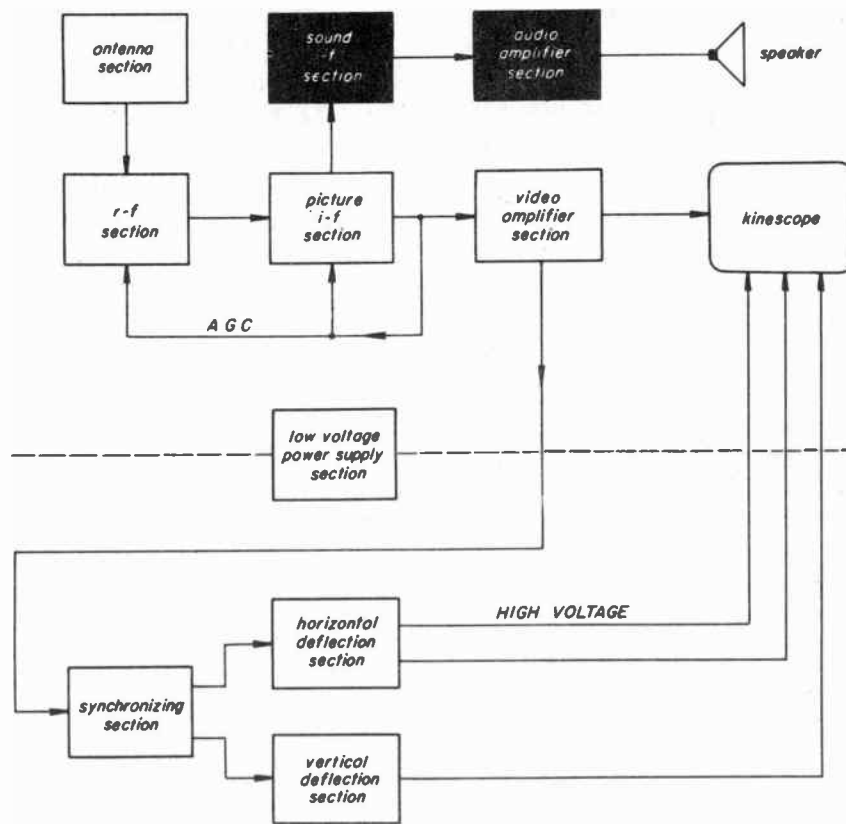 antenna
section
sound
i-f
section
audio
amplifier
section
speaker
r-f
section
picture
i-f
section
video
amplifier
section
kinescope
AGC
low voltage
power supply
section
horizontal
deflection
section
HIGH VOLTAGE
synchronizing
section
vertical
deflection
section